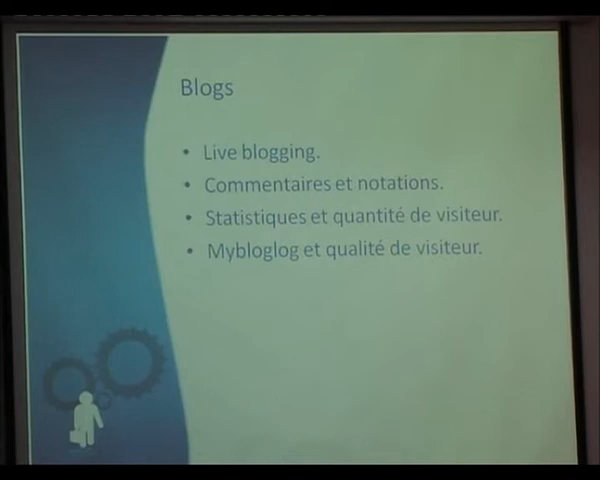 Blogs
• Live blogging.
• Commentaires et notations.
• Statistiques et quantité de visiteur.
• Mybloglog et qualité de visiteur.